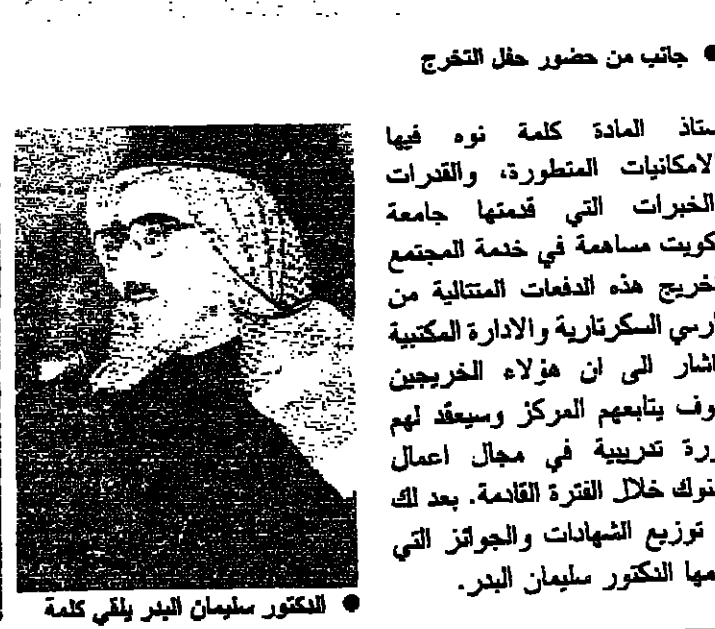 ● جانب من حضور حفل التخرج
ستاذ المادة كلمة نوه فيها
لامكانيات المتطورة، والقدرات
الخبرات التي قدمتها جامعة
كويت مساهمة في خدمة المجتمع
خريج هذه الدفعات المتتالية من
ارسي السكرتارية والادارة المكتبية
اشار الى ان هؤلاء الخريجين
وف يتابعهم المركز وسيعقد لهم
ورة تدريبية في مجال اعمال
نوك خلال الفترة القادمة. بعد لك
توزيع الشهادات والجوائز التي
مها الدكتور سليمان البدر.
● الدكتور سليمان البدر يلقي كلمة